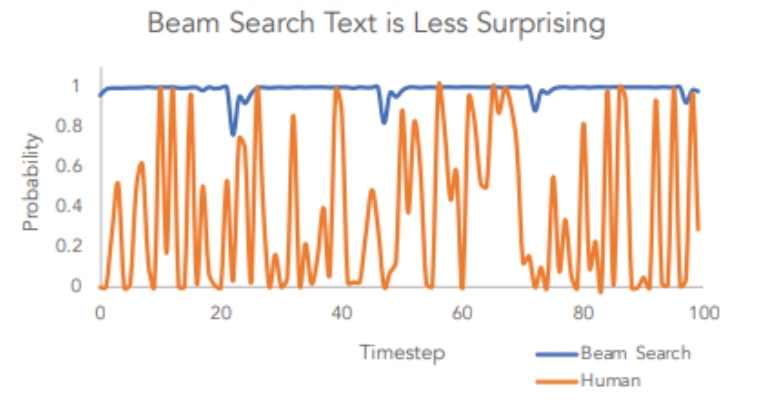 Beam Search Text is Less Surprising
1
0.8
0.6
0.4
0.2
0
Probability
0 20 40 60 80 100
Timestep
Beam Search
Human